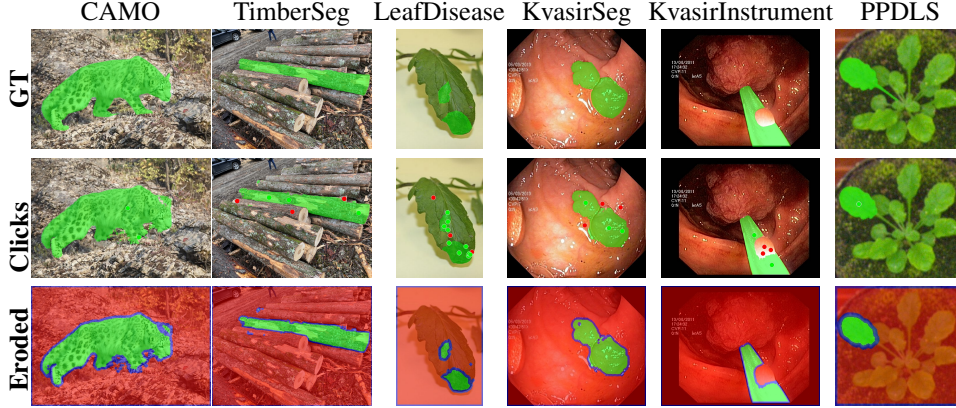 CAMO TimberSeg LeafDisease KvasirSeg KvasirInstrument PPDLS
GT
Clicks
Eroded